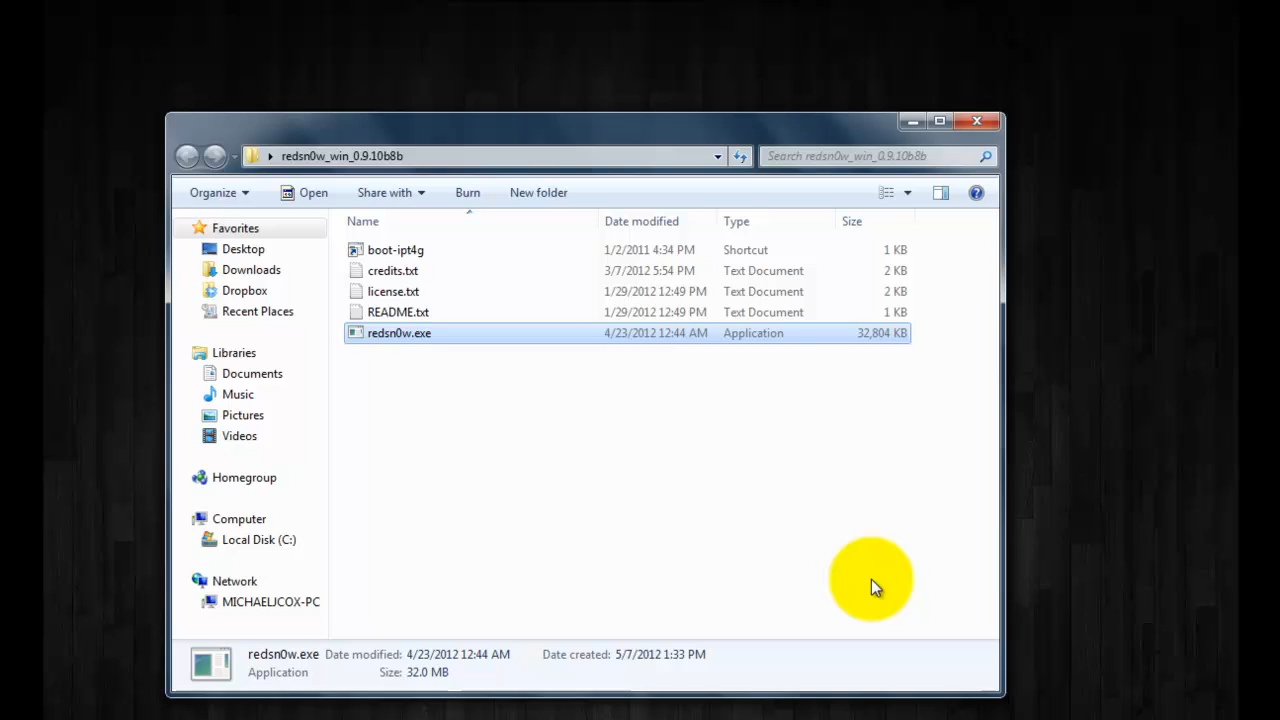 redsn0w_win_0.9.10b8b
Search redsn0w_win_0.9.10b8b
Organize Open Share with Burn New folder
Name Date modified Type Size
Favorites
Desktop
Downloads
Dropbox
Recent Places
Libraries
Documents
Music
Pictures
Videos
Homegroup
Computer
Local Disk (C:)
Network
MICHAELJCOX-PC
boot-ipt4g 1/2/2011 4:34 PM Shortcut 1 KB
credits.txt 3/7/2012 5:54 PM Text Document 2 KB
license.txt 1/29/2012 12:49 PM Text Document 2 KB
README.txt 1/29/2012 12:49 PM Text Document 1 KB
redsn0w.exe 4/23/2012 12:44 AM Application 32,804 KB
redsn0w.exe Date modified: 4/23/2012 12:44 AM Date created: 5/7/2012 1:33 PM
Application Size: 32.0 MB